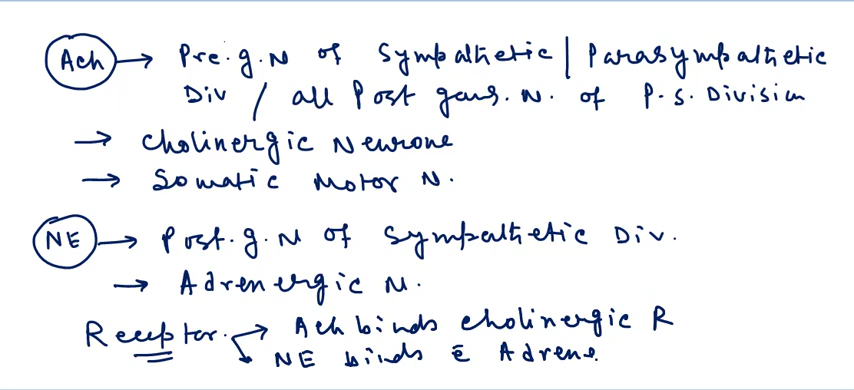 Ach → Pre.g.N of Sympathetic | Parasympathetic
Div / all Post gang. N. of P.S. Division
→ Cholinergic Neurone
→ Somatic Motor N.
NE → Post.g.N of Sympathetic Div.
→ Adrenergic N.
Receptor. → Ach binds cholinergic R
NE binds c̄ Adrene.